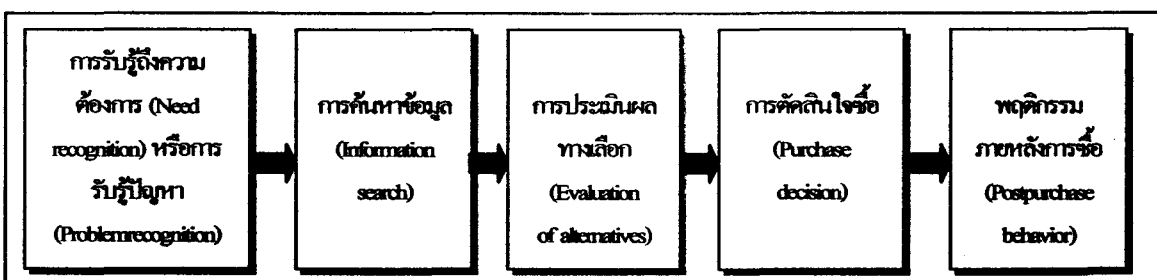 การรับรู้ถึงความ
ต้องการ (Need
recognition) หรือการ
รับรู้ปัญหา
(Problemrecognition)
การค้นหาข้อมูล
(Information
search)
การประเมินผล
ทางเลือก
(Evaluation
of alternatives)
การตัดสินใจซื้อ
(Purchase
decision)
พฤติกรรม
ภายหลังการซื้อ
(Postpurchase
behavior)